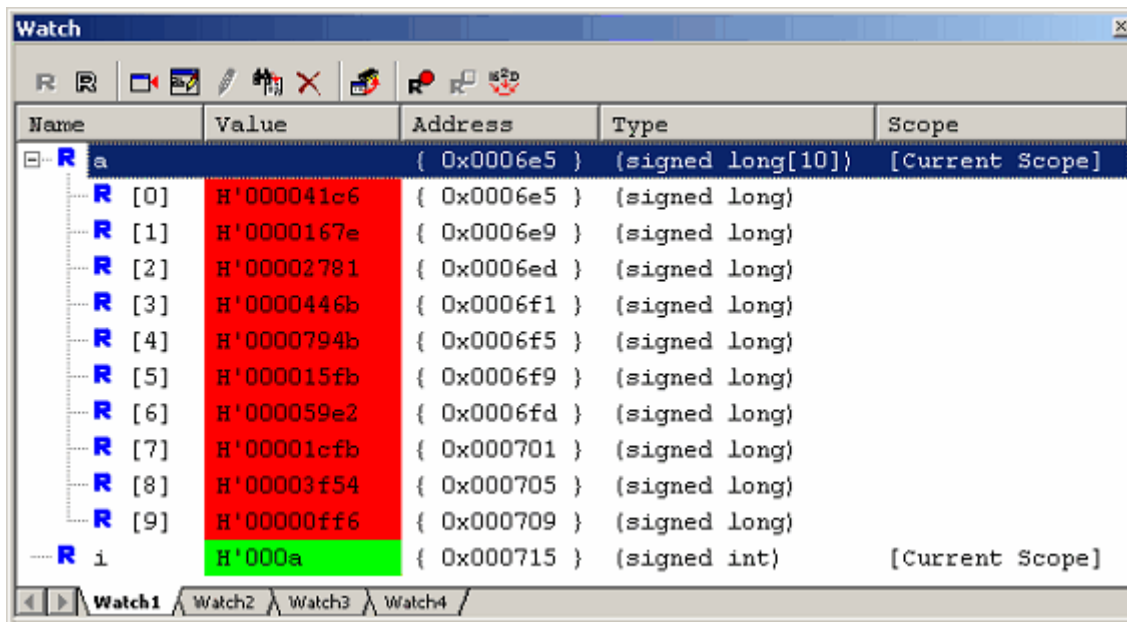 Watch
Name Value Address Type Scope
R a { 0x0006e5 } (signed long[10]) [Current Scope]
R [0] H'000041c6 { 0x0006e5 } (signed long)
R [1] H'0000167e { 0x0006e9 } (signed long)
R [2] H'00002781 { 0x0006ed } (signed long)
R [3] H'0000446b { 0x0006f1 } (signed long)
R [4] H'0000794b { 0x0006f5 } (signed long)
R [5] H'000015fb { 0x0006f9 } (signed long)
R [6] H'000059e2 { 0x0006fd } (signed long)
R [7] H'00001cfb { 0x000701 } (signed long)
R [8] H'00003f54 { 0x000705 } (signed long)
R [9] H'00000ff6 { 0x000709 } (signed long)
R i H'000a { 0x000715 } (signed int) [Current Scope]
Watch1 Watch2 Watch3 Watch4